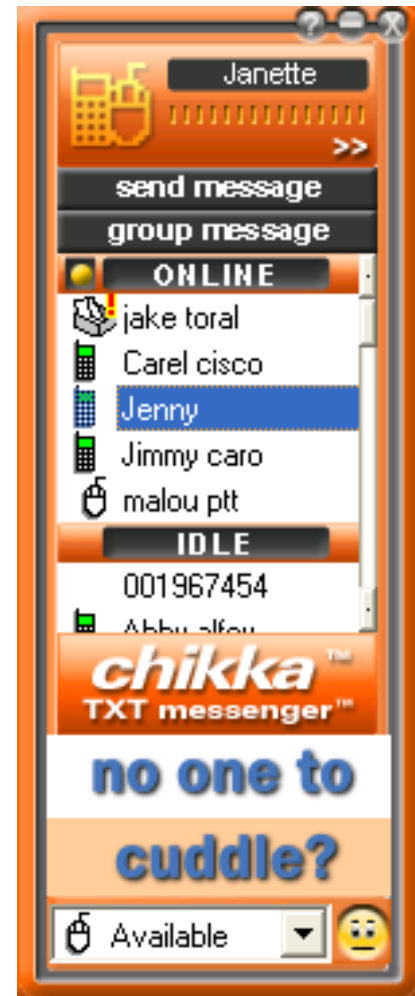 ? – X
Janette
>>
send message
group message
ONLINE
jake toral
Carel cisco
Jenny
Jimmy caro
malou ptt
IDLE
001967454
Abby
chikka™
TXT messenger™
no one to
cuddle?
Available